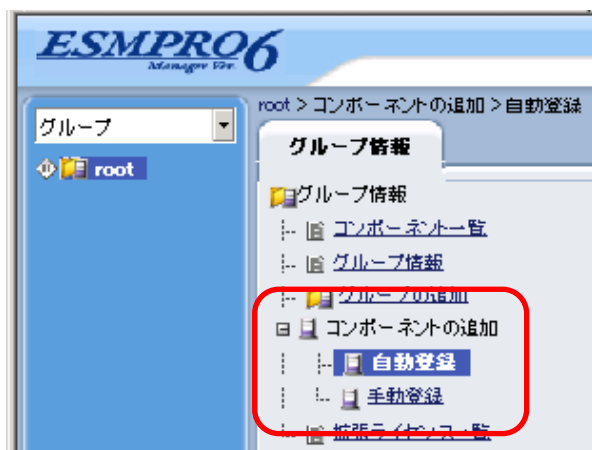 ESMPRO6
Manager Ver.
グループ
root > コンポーネントの追加 > 自動登録
グループ情報
root
グループ情報
コンポーネント一覧
グループ情報
グループの追加
コンポーネントの追加
自動登録
手動登録
拡張ライセンス一覧